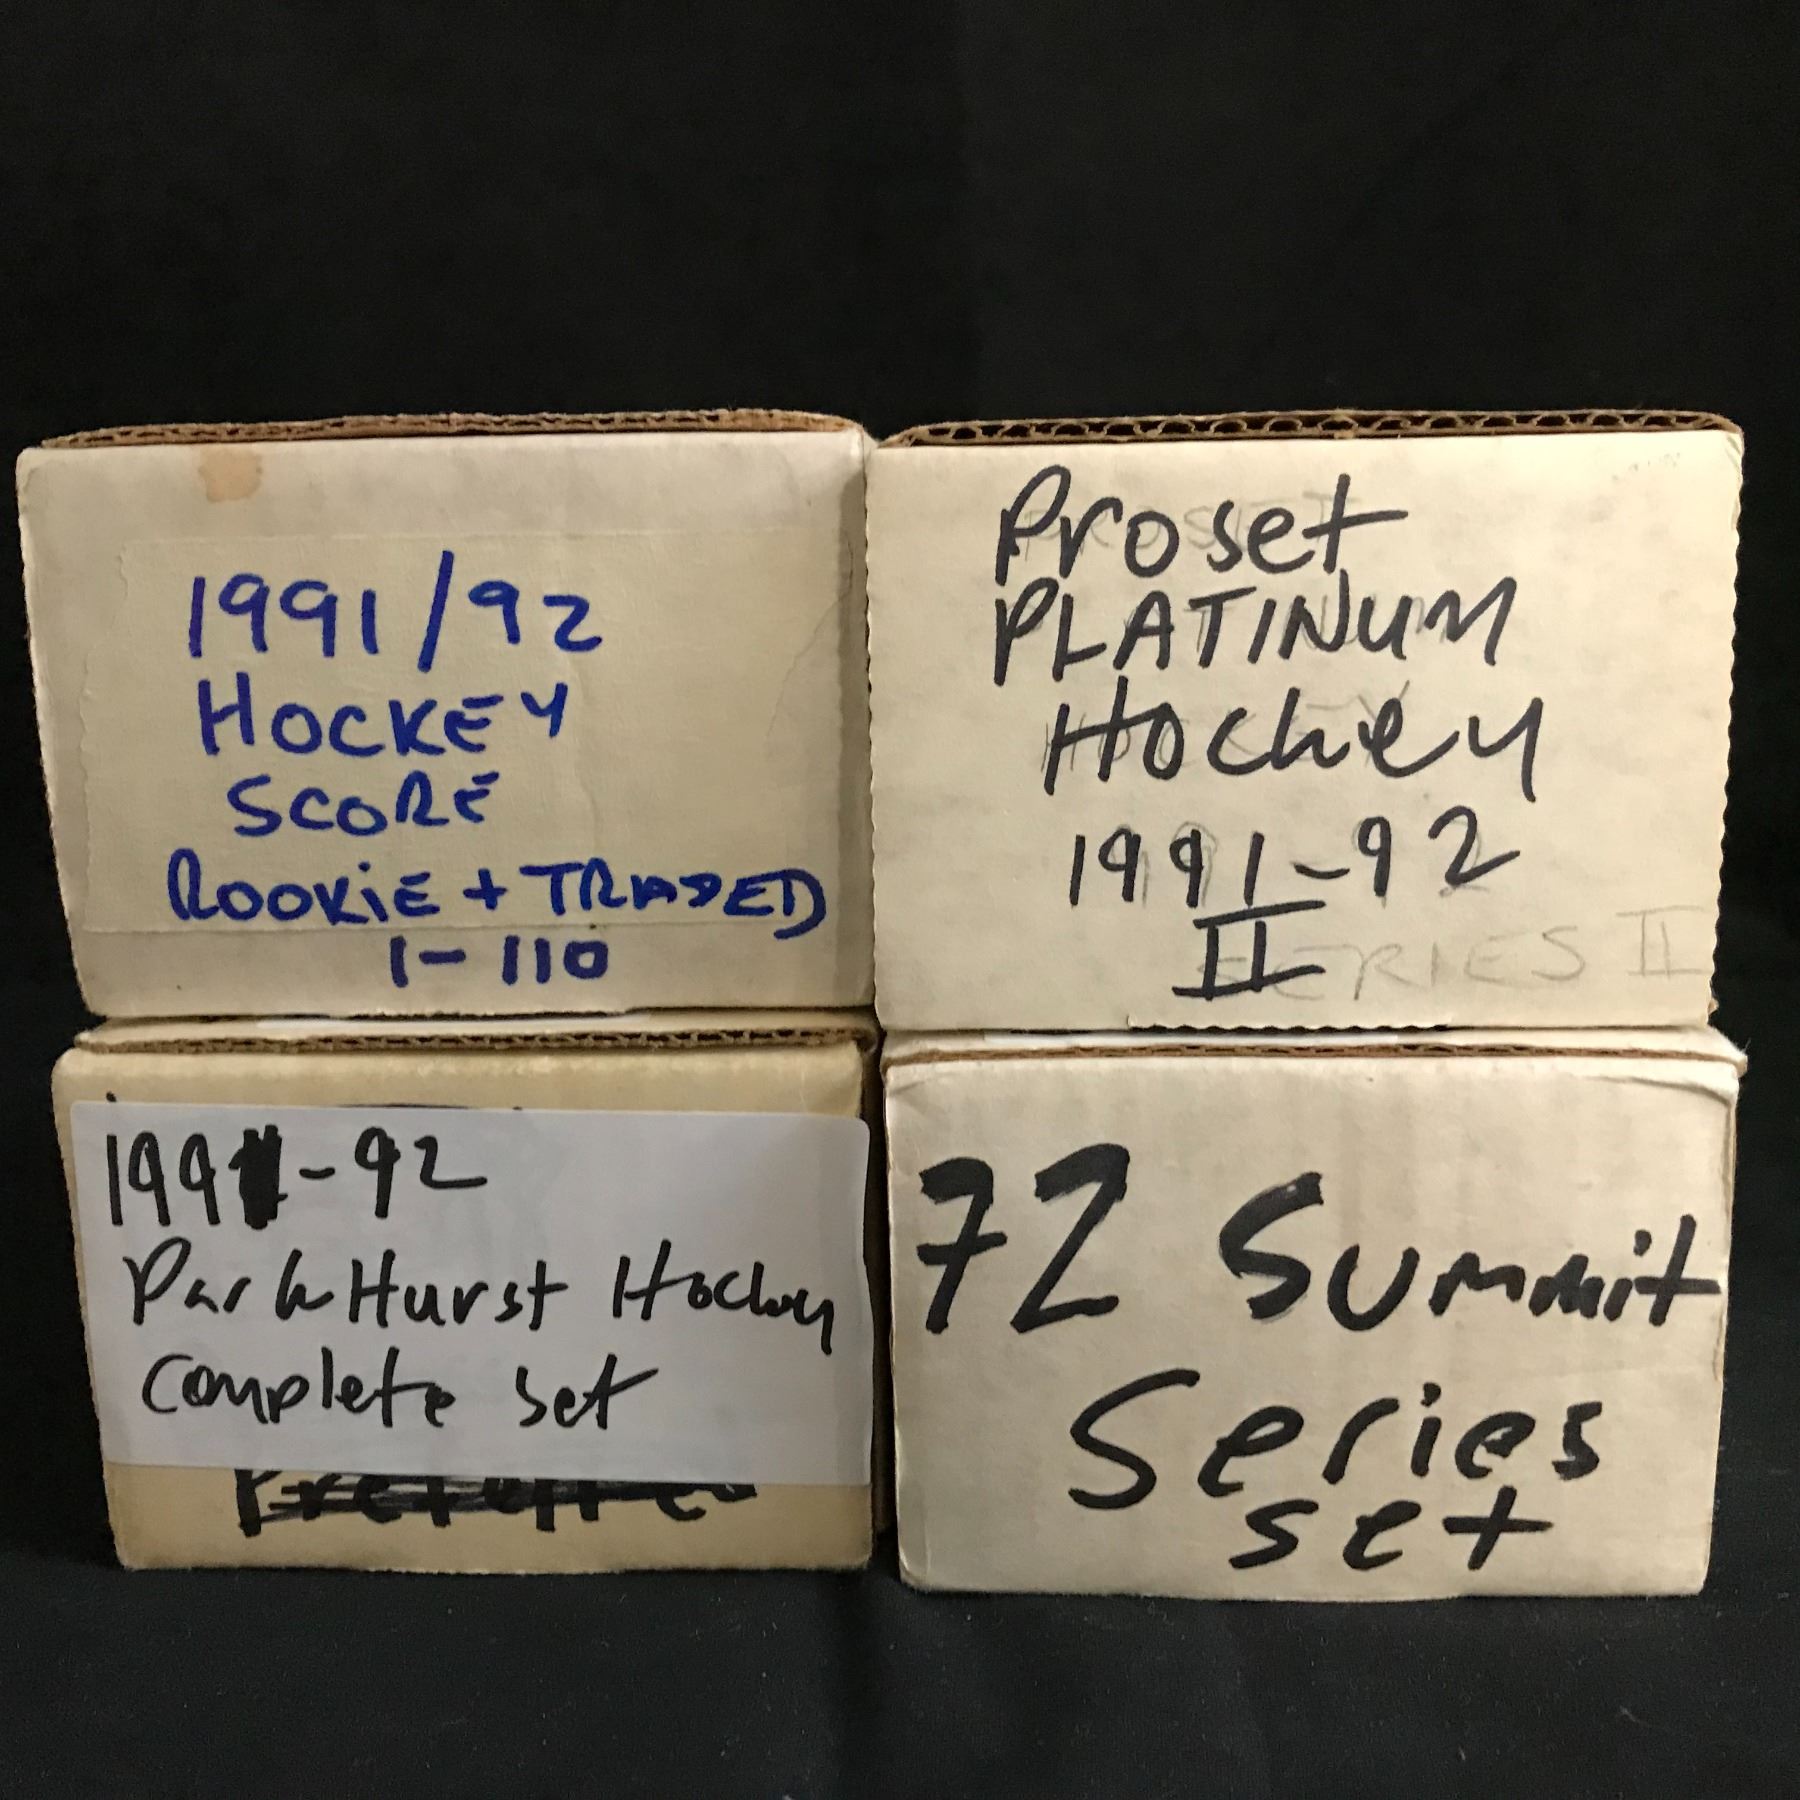 1991/92
HOCKEY
SCORE
ROOKIE + TRADED
1-110
Proset
PLATINUM
Hockey
1991-92
II
SERIES II
1991-92
ParkHurst Hockey
Complete set
72 Summit
Series
set